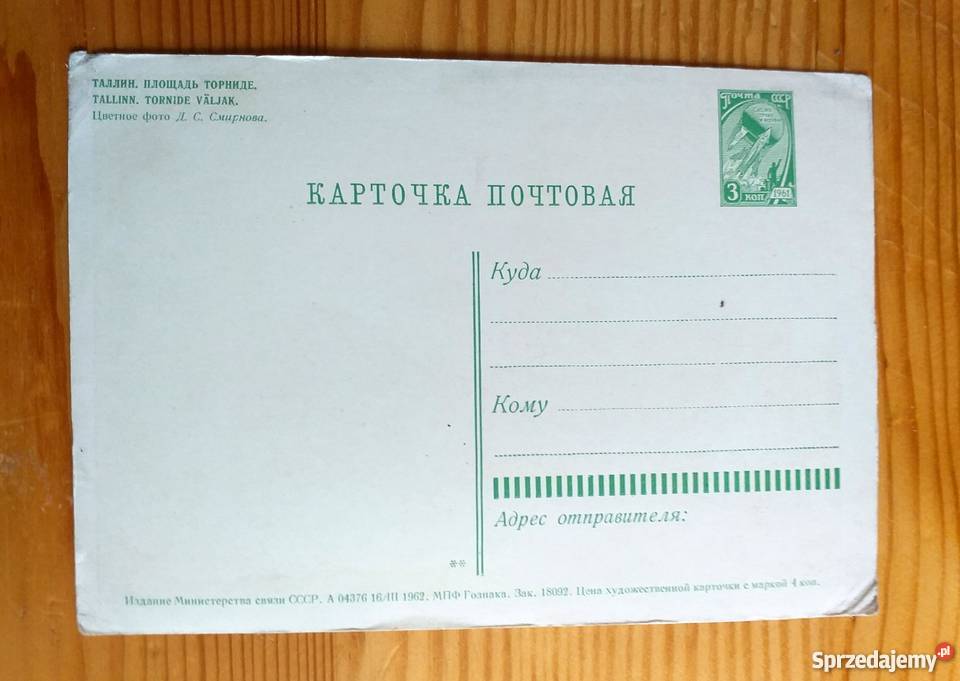 ТАЛЛИН. ПЛОЩАДЬ ТОРНИДЕ.
TALLINN. TORNIDE VÄLJAK.
Цветное фото Д. С. Смирнова.
ПОЧТА СССР
3 КОП
1961
КАРТОЧКА ПОЧТОВАЯ
Куда
Кому
Адрес отправителя:
**
Издание Министерства связи СССР. А 04376 16/III 1962. МПФ Гознака. Зак. 18092. Цена художественной карточки с маркой 4 коп.
Sprzedajemy.pl